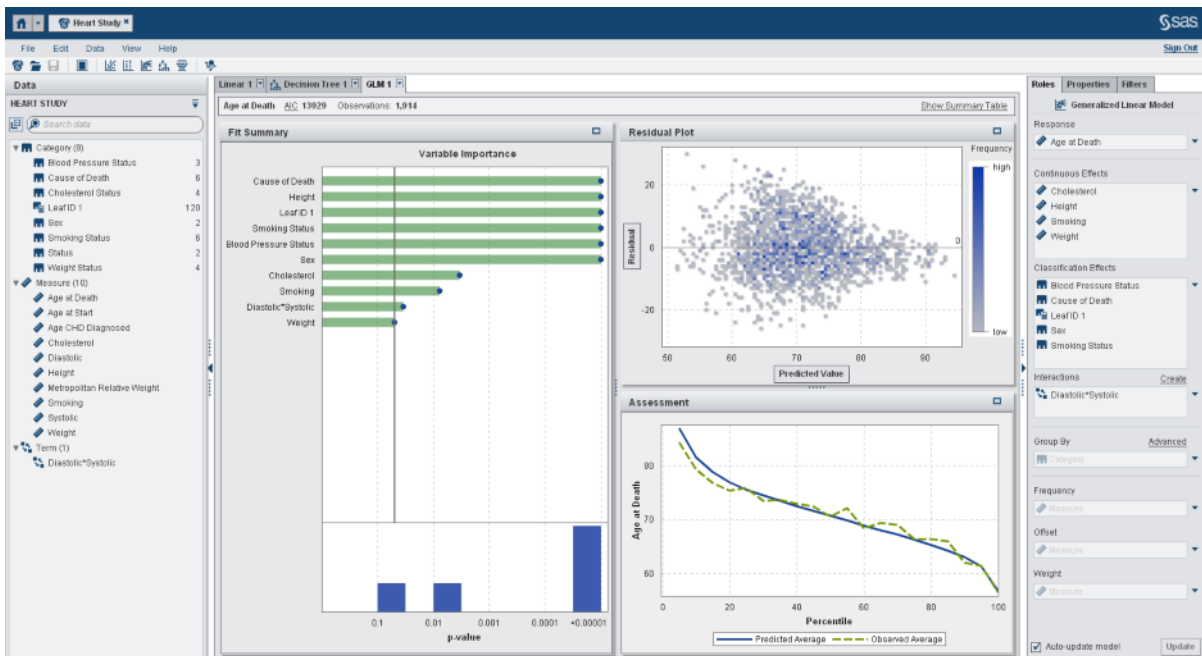 Heart Study
sas
File Edit Data View Help
Sign Out
Data
HEART STUDY
Search data
Category (8)
Blood Pressure Status 3
Cause of Death 6
Cholesterol Status 4
Leaf ID 1 120
Sex 2
Smoking Status 6
Status 2
Weight Status 4
Measure (10)
Age at Death
Age at Start
Age CHD Diagnosed
Cholesterol
Diastolic
Height
Metropolitan Relative Weight
Smoking
Systolic
Weight
Term (1)
Diastolic*Systolic
Linear 1 Decision Tree 1 GLM 1
Age at Death AIC 13929 Observations: 1,914
Show Summary Table
Fit Summary
Variable Importance
Cause of Death
Height
Leaf ID 1
Smoking Status
Blood Pressure Status
Sex
Cholesterol
Smoking
Diastolic*Systolic
Weight
0.1 0.01 0.001 0.0001 <0.00001
p-value
Residual Plot
Frequency
high
low
20
0
-20
0
Residual
50 60 70 80 90
Predicted Value
Assessment
80
70
60
Age at Death
0 20 40 60 80 100
Percentile
Predicted Average Observed Average
Roles Properties Filters
Generalized Linear Model
Response
Age at Death
Continuous Effects
Cholesterol
Height
Smoking
Weight
Classification Effects
Blood Pressure Status
Cause of Death
Leaf ID 1
Sex
Smoking Status
Interactions Create
Diastolic*Systolic
Group By Advanced
Category
Frequency
Measure
Offset
Measure
Weight
Measure
Auto-update model Update